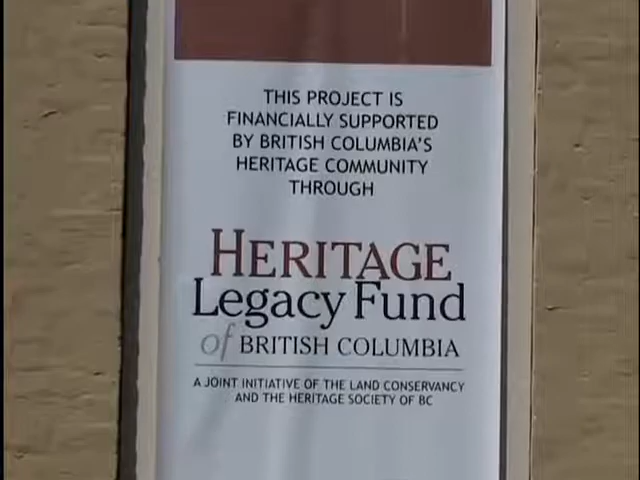 THIS PROJECT IS
FINANCIALLY SUPPORTED
BY BRITISH COLUMBIA'S
HERITAGE COMMUNITY
THROUGH
HERITAGE
Legacy Fund
of BRITISH COLUMBIA
A JOINT INITIATIVE OF THE LAND CONSERVANCY
AND THE HERITAGE SOCIETY OF BC